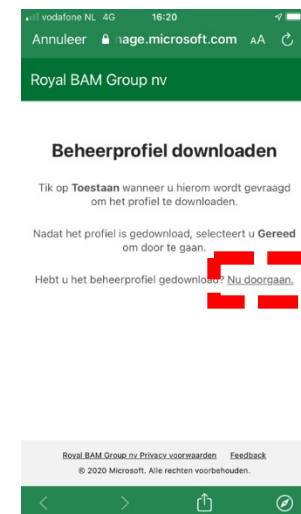 vodafone NL 4G 16:20
Annuleer nage.microsoft.com AA
Royal BAM Group nv
Beheerprofiel downloaden
Tik op Toestaan wanneer u hierom wordt gevraagd
om het profiel te downloaden.
Nadat het profiel is gedownload, selecteert u Gereed
om door te gaan.
Hebt u het beheerprofiel gedownload? Nu doorgaan.
Royal BAM Group nv Privacy voorwaarden Feedback
© 2020 Microsoft. Alle rechten voorbehouden.